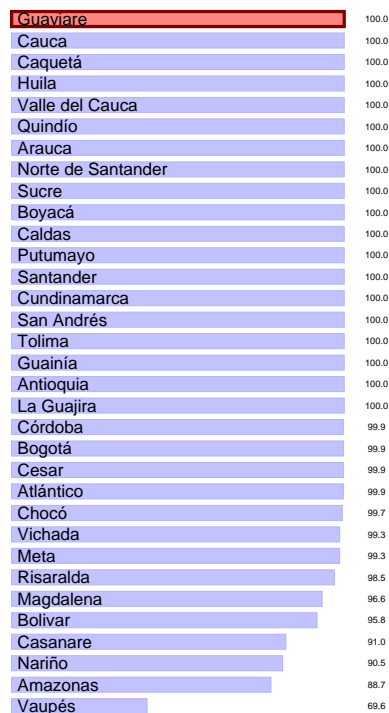 Guaviare 100.0
Cauca 100.0
Caquetá 100.0
Huila 100.0
Valle del Cauca 100.0
Quindío 100.0
Arauca 100.0
Norte de Santander 100.0
Sucre 100.0
Boyacá 100.0
Caldas 100.0
Putumayo 100.0
Santander 100.0
Cundinamarca 100.0
San Andrés 100.0
Tolima 100.0
Guainía 100.0
Antioquia 100.0
La Guajira 100.0
Córdoba 99.9
Bogotá 99.9
Cesar 99.9
Atlántico 99.9
Chocó 99.7
Vichada 99.3
Meta 99.3
Risaralda 98.5
Magdalena 96.6
Bolivar 95.8
Casanare 91.0
Nariño 90.5
Amazonas 88.7
Vaupés 69.6